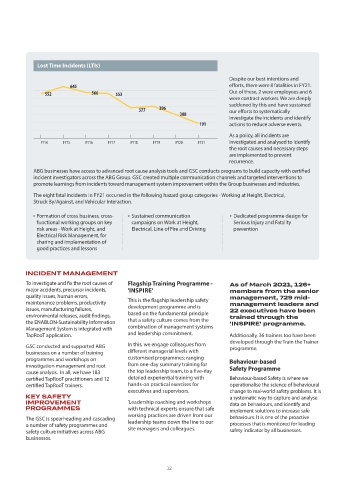 Lost Time Incidents (LTIs)
552
645
566
553
377
396
288
191
FY14
FY15
FY16
FY17
FY18
FY19
FY20
FY21
Despite our best intentions and
efforts, there were 8 fatalities in FY21.
Out of these, 2 were employees and 6
were contract workers. We are deeply
saddened by this and have sustained
our efforts to systematically
investigate the incidents and identify
actions to reduce adverse events.
As a policy, all incidents are
investigated and analysed to identify
the root causes and necessary steps
are implemented to prevent
recurrence.
ABG businesses have access to advanced root cause analysis tools and GSC conducts programs to build capacity with certified
incident investigators across the ABG Group. GSC created multiple communication channels and targeted interventions to
promote learnings from incidents toward management system improvement within the Group businesses and industries.
The eight fatal incidents in FY21 occurred in the following hazard group categories - Working at Height, Electrical,
Struck By/Against, and Vehicular Interaction.
• Formation of cross business, cross-
functional working groups on key
risk areas - Work at Height, and
Electrical Risk Management, for
sharing and implementation of
good practices and lessons
• Sustained communication
campaigns on Work at Height,
Electrical, Line of Fire and Driving
• Dedicated programme design for
Serious Injury and Fatality
prevention
INCIDENT MANAGEMENT
To investigate and fix the root causes of
major accidents, precursor incidents,
quality issues, human errors,
maintenance problems, productivity
issues, manufacturing failures,
environmental releases, audit findings,
the ENABLON-Sustainability Information
Management System is integrated with
TapRooT application.
GSC conducted and supported ABG
businesses on a number of training
programmes and workshops on
investigation management and root
cause analysis. In all, we have 183
certified TapRooT practitioners and 12
certified TapRooT trainers.
KEY SAFETY
IMPROVEMENT
PROGRAMMES
The GSC is spearheading and cascading
a number of safety programmes and
safety culture initiatives across ABG
businesses.
Flagship Training Programme -
'INSPIRE'
This is the flagship leadership safety
development programme and is
based on the fundamental principle
that a safety culture comes from the
combination of management systems
and leadership commitment.
In this, we engage colleagues from
different managerial levels with
customised programmes; ranging
from one-day summary training for
the top leadership team, to a five-day
detailed experiential training with
hands-on practical exercises for
executives and supervisors.
'Leadership coaching and workshops
with technical experts ensure that safe
working practices are driven from our
leadership teams down the line to our
site managers and colleagues.
As of March 2021, 126+
members from the senior
management, 729 mid-
management leaders and
22 executives have been
trained through the
'INSPIRE' programme.
Additionally, 36 trainers too have been
developed through the Train the Trainer
programme.
Behaviour-based
Safety Programme
Behaviour-based Safety is where we
operationalise the science of behavioural
change to real-world safety problems. It is
a systematic way to capture and analyse
data on behaviours, and identify and
implement solutions to increase safe
behaviours. It is one of the proactive
processes that is monitored for leading
safety indicator by all businesses.